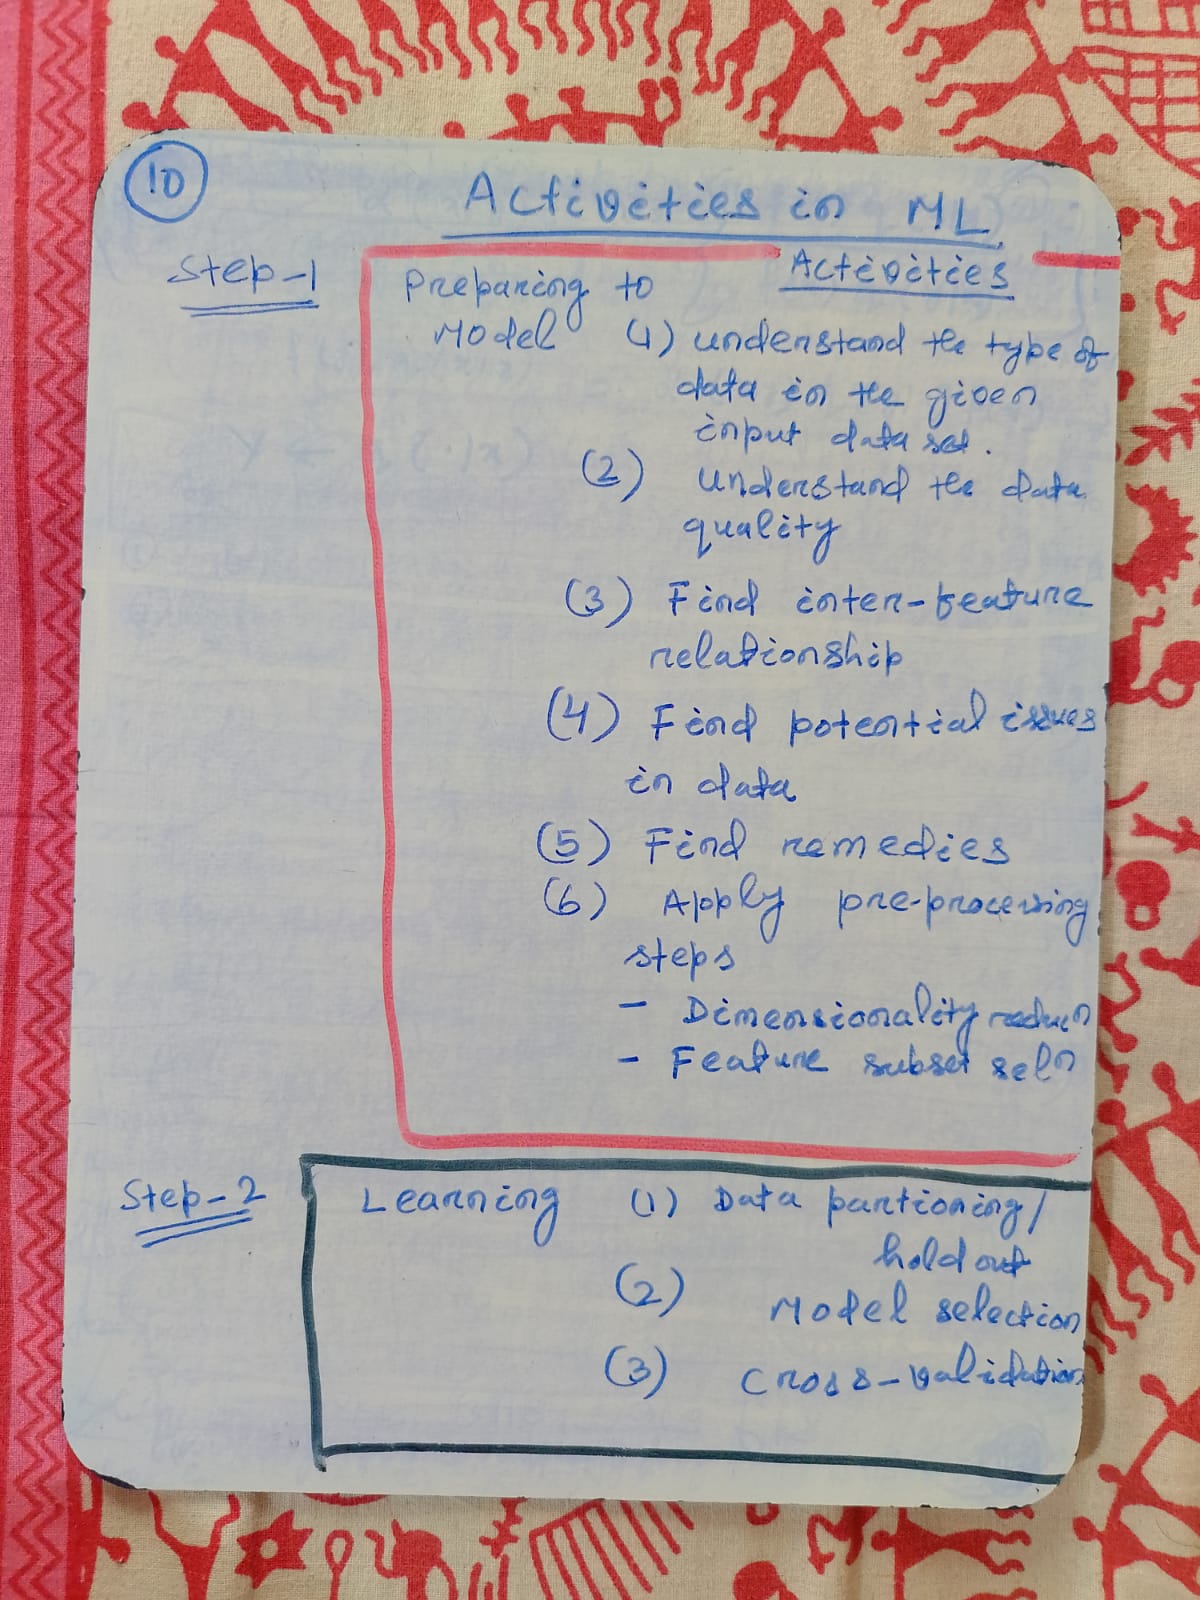 10
Activities in ML
Step-1
Activities
Preparing to
Model
(1) understand the type of
data in the given
input data set.
(2) Understand the data
quality
(3) Find inter-feature
relationship
(4) Find potential issues
in data
(5) Find remedies
(6) Apply pre-processing
steps
- Dimensionality reducn
- Feature subset seln
Step-2
Learning (1) Data partioning/
hold out
(2) Model selection
(3) Cross-validation